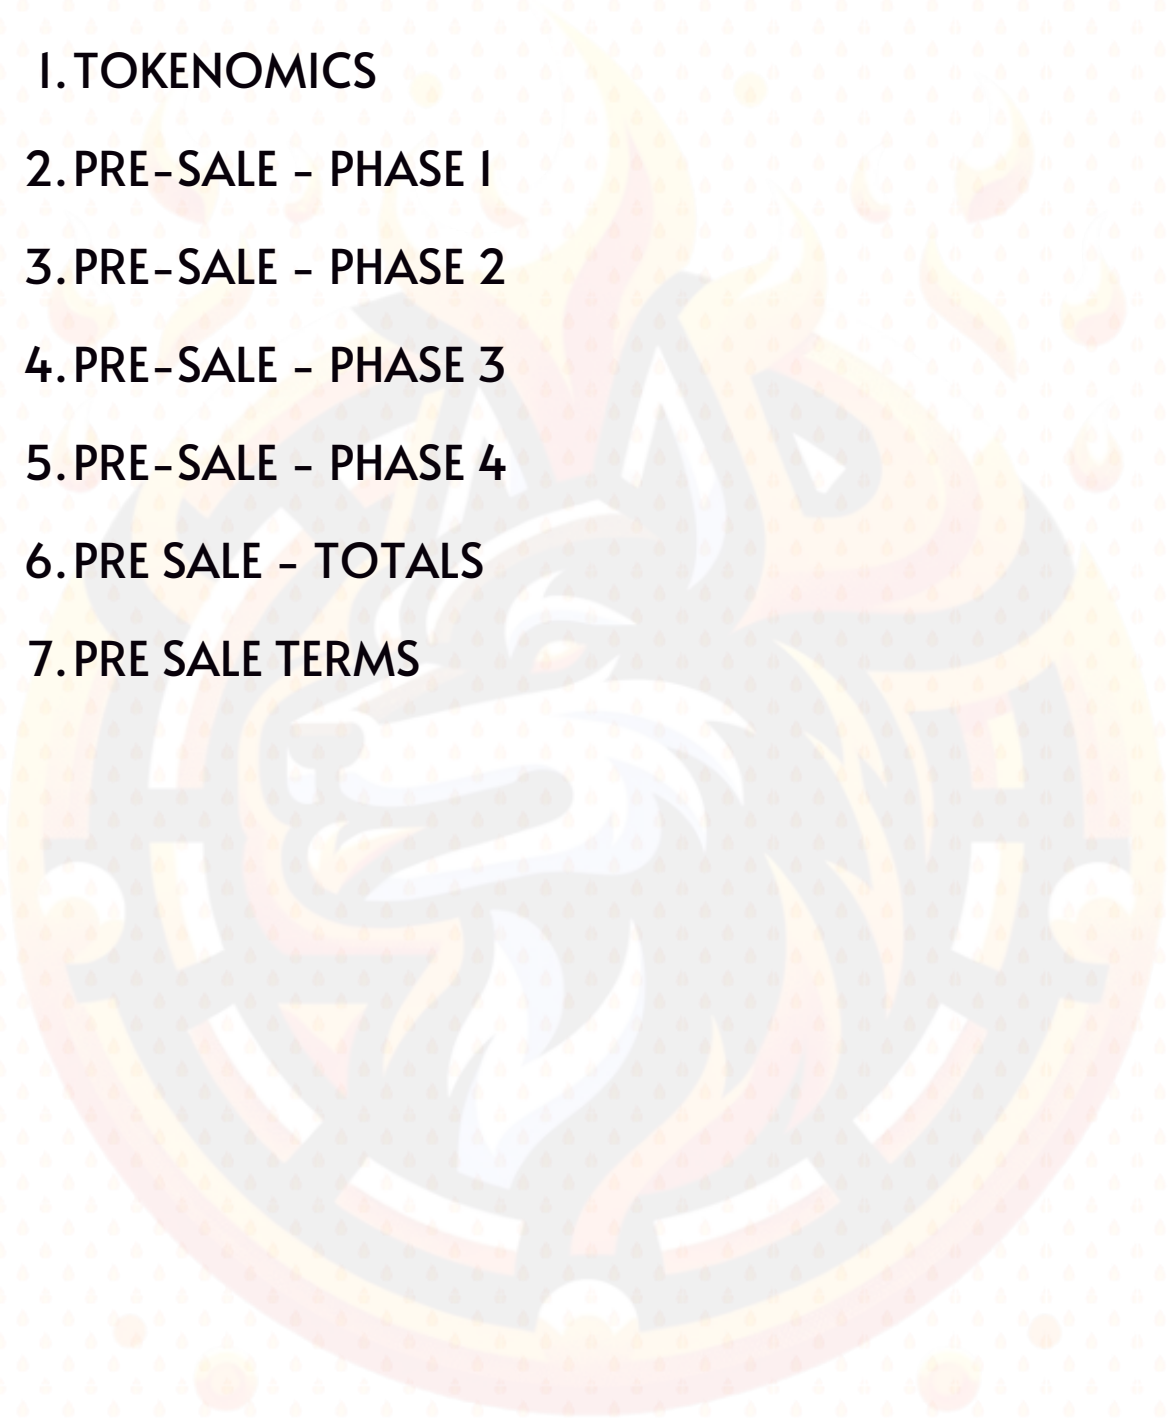 1. TOKENOMICS
2. PRE-SALE - PHASE 1
3. PRE-SALE - PHASE 2
4. PRE-SALE - PHASE 3
5. PRE-SALE - PHASE 4
6. PRE SALE - TOTALS
7. PRE SALE TERMS